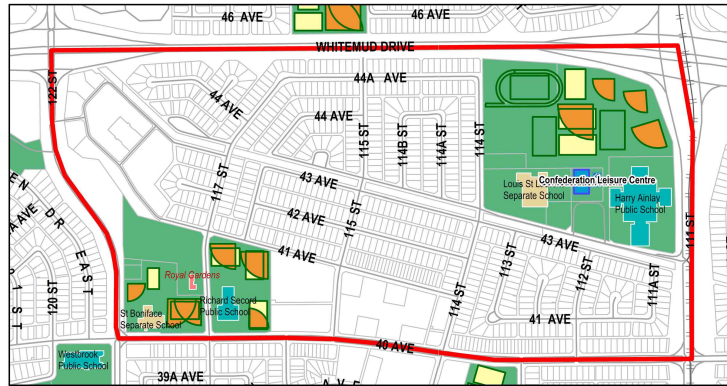 46 AVE
46 AVE
WHITEMUD DRIVE
122 ST
44A AVE
44 AVE
44 AVE
115 ST
114B ST
114A ST
114 ST
117 ST
43 AVE
42 AVE
41 AVE
115 ST
Confederation Leisure Centre
Louis St L
Separate School
Harry Ainlay
Public School
43 AVE
111 ST
DR
EAST
A AVE
120 ST
ST
Royal Gardens
Richard Secord
Public School
St Boniface
Separate School
114 ST
113 ST
112 ST
111A ST
41 AVE
40 AVE
Westbrook
Public School
39A AVE